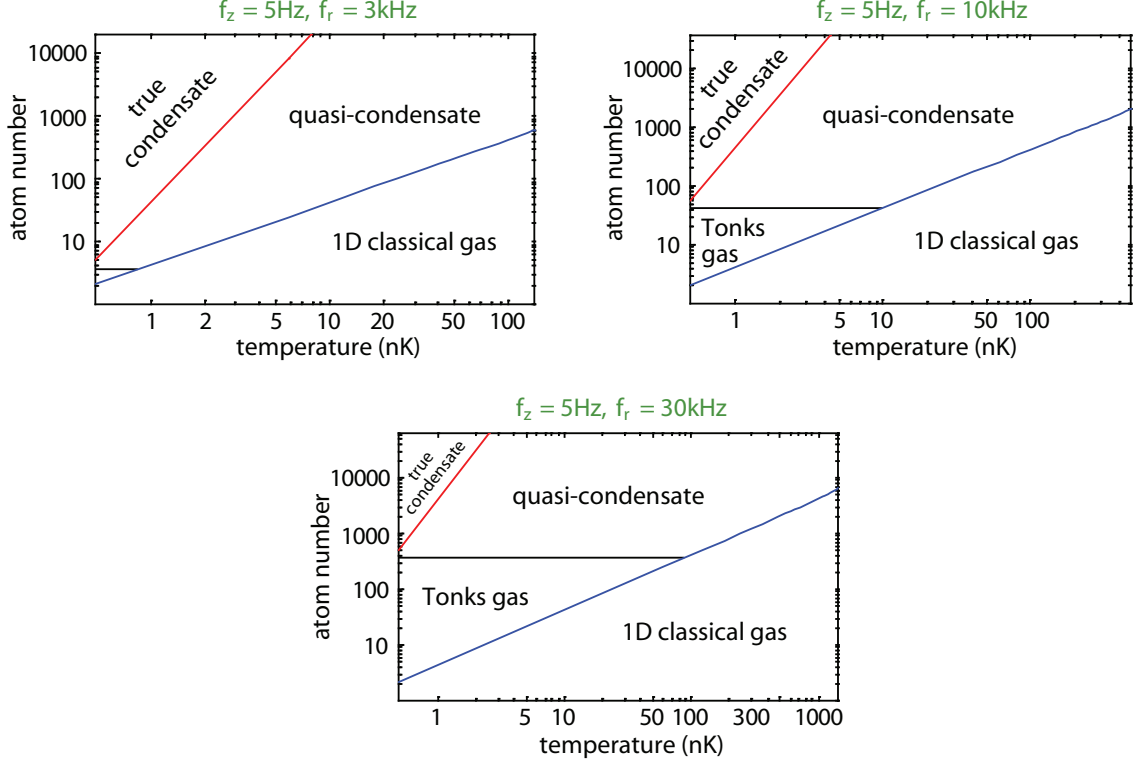 f_z = 5Hz, f_r = 3kHz
10000
1000
100
10
atom number
true
condensate
quasi-condensate
1D classical gas
1 2 5 10 20 50 100
temperature (nK)
f_z = 5Hz, f_r = 10kHz
10000
1000
100
10
atom number
true
condensate
quasi-condensate
Tonks
gas
1D classical gas
1 5 10 50 100
temperature (nK)
f_z = 5Hz, f_r = 30kHz
10000
1000
100
10
atom number
true
condensate
quasi-condensate
Tonks gas
1D classical gas
1 5 10 50 100 300 1000
temperature (nK)